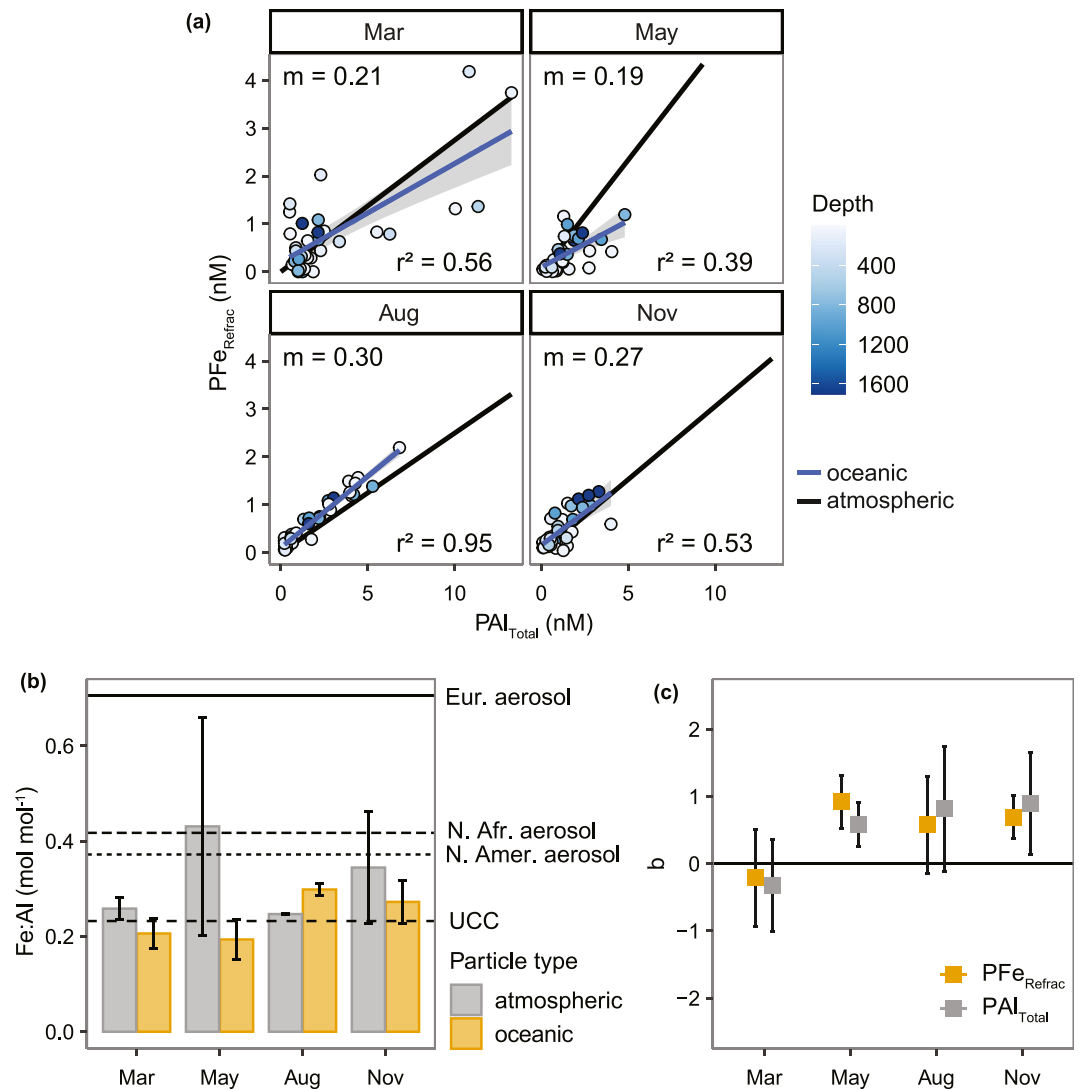 (a)
Mar
May
m = 0.21
m = 0.19
r² = 0.56
r² = 0.39
Aug
Nov
m = 0.30
m = 0.27
r² = 0.95
r² = 0.53
4
3
2
1
0
4
3
2
1
0
PFeRefrac (nM)
0
5
10
0
5
10
PAlTotal (nM)
Depth
400
800
1200
1600
oceanic
atmospheric
(b)
Eur. aerosol
N. Afr. aerosol
N. Amer. aerosol
UCC
Fe:Al (mol mol⁻¹)
0.6
0.4
0.2
0.0
Mar
May
Aug
Nov
Particle type
atmospheric
oceanic
(c)
b
2
1
0
−1
−2
PFeRefrac
PAlTotal
Mar
May
Aug
Nov